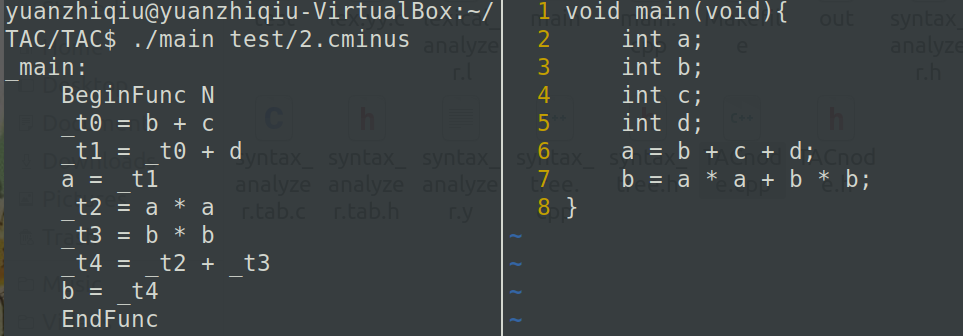 yuanzhiqiu@yuanzhiqiu-VirtualBox:~/
TAC/TAC$ ./main test/2.cminus
_main:
    BeginFunc N
    _t0 = b + c
    _t1 = _t0 + d
    a = _t1
    _t2 = a * a
    _t3 = b * b
    _t4 = _t2 + _t3
    b = _t4
    EndFunc
1 void main(void){
2     int a;
3     int b;
4     int c;
5     int d;
6     a = b + c + d;
7     b = a * a + b * b;
8 }
~
~
~
~